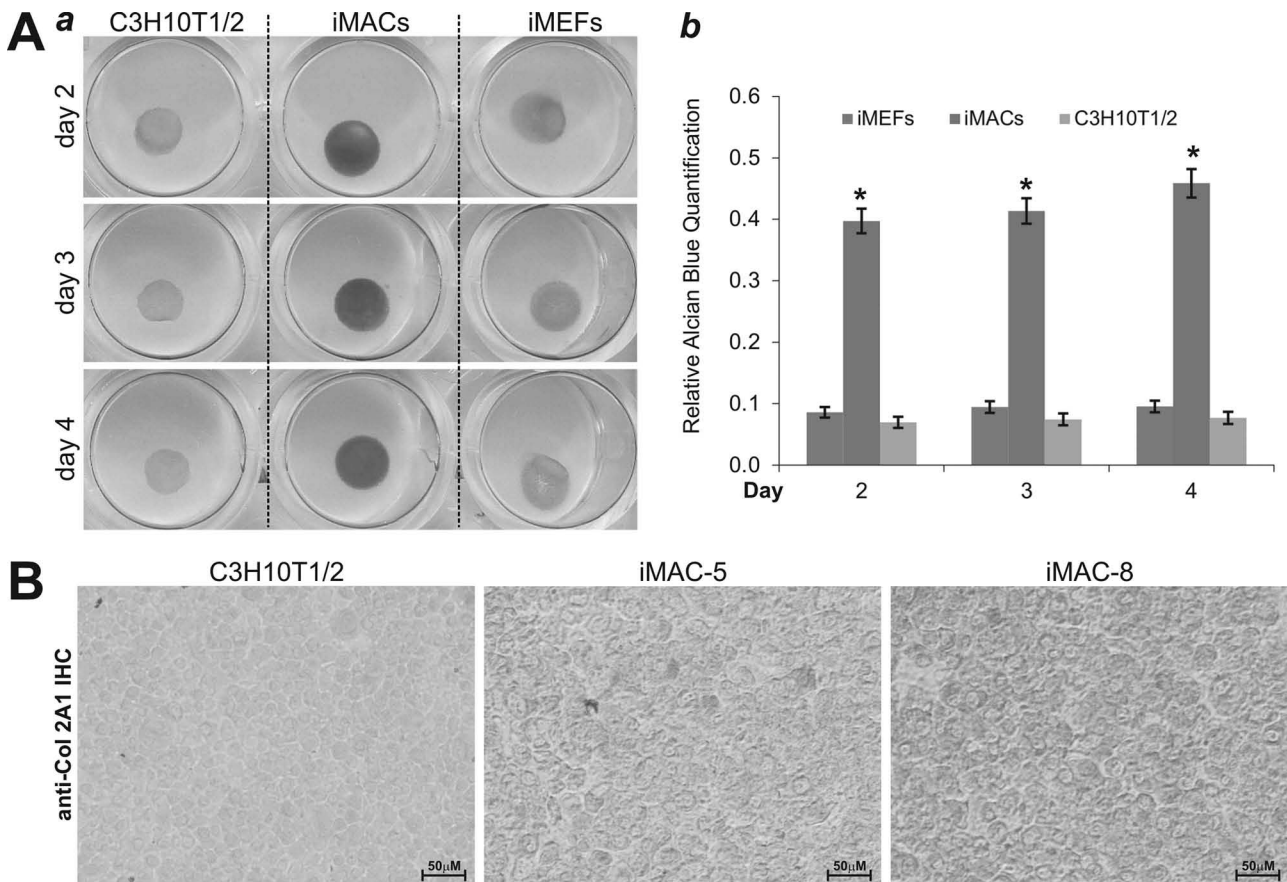 A a C3H10T1/2 iMACs iMEFs
day 2
day 3
day 4
b
Relative Alcian Blue Quantification
iMEFs iMACs C3H10T1/2
0.6
0.5
0.4
0.3
0.2
0.1
0.0
* * *
Day 2 3 4
B C3H10T1/2 iMAC-5 iMAC-8
anti-Col 2A1 IHC
50µM 50µM 50µM